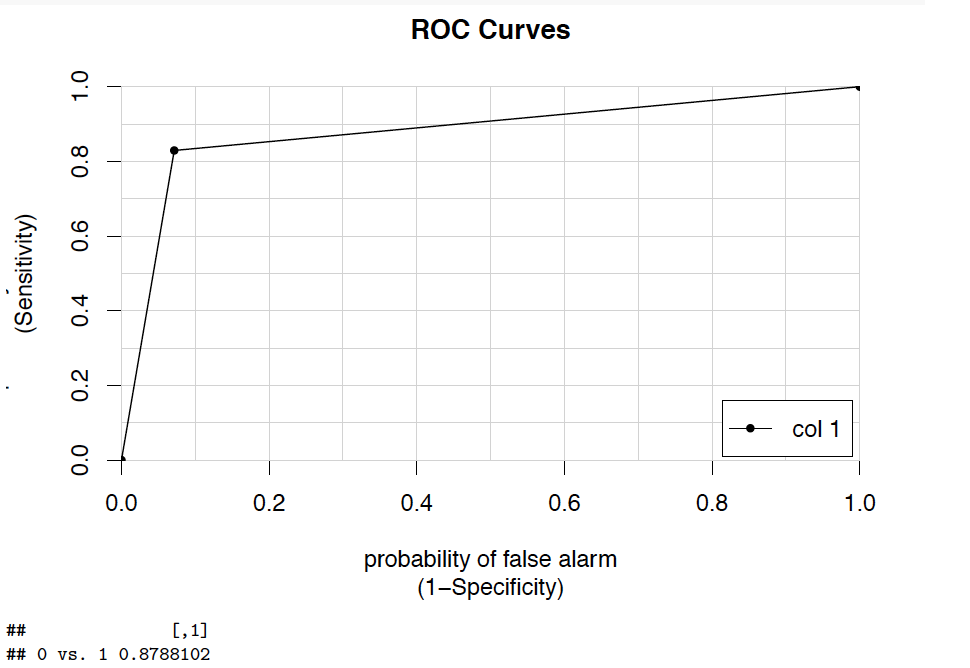 ROC Curves
1.0
0.8
0.6
0.4
0.2
0.0
(Sensitivity)
0.0 0.2 0.4 0.6 0.8 1.0
probability of false alarm
(1−Specificity)
col 1
## [,1]
## 0 vs. 1 0.8788102